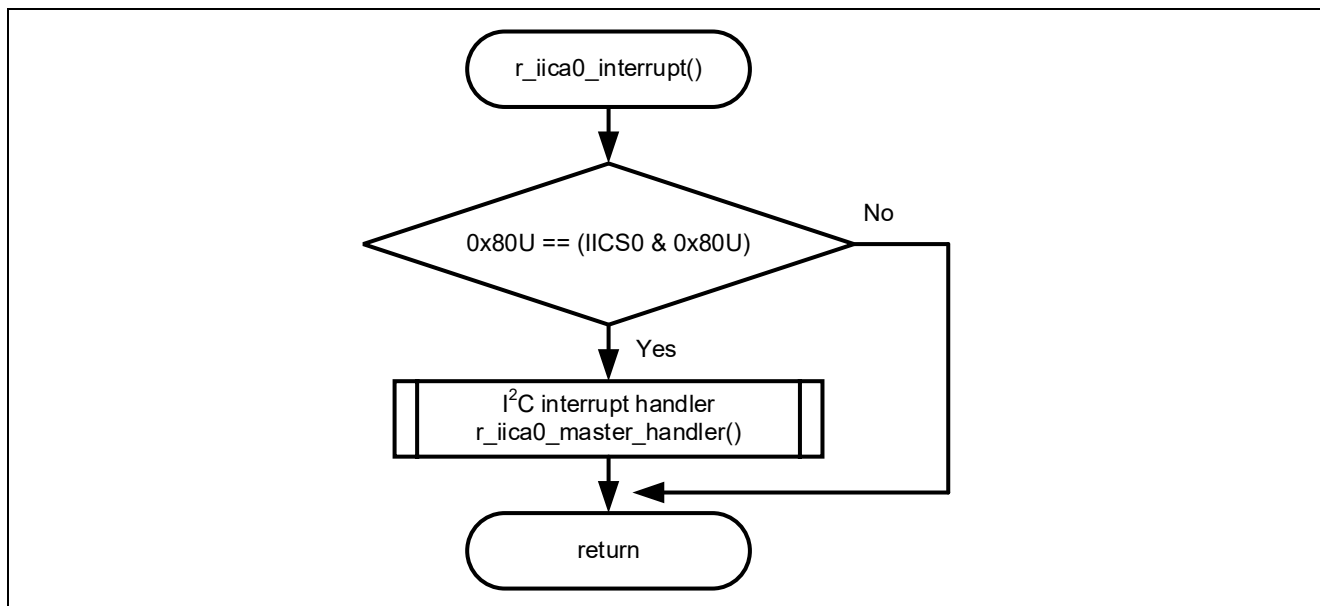 r_iica0_interrupt()
0x80U == (IICS0 & 0x80U)
No
Yes
I²C interrupt handler
r_iica0_master_handler()
return